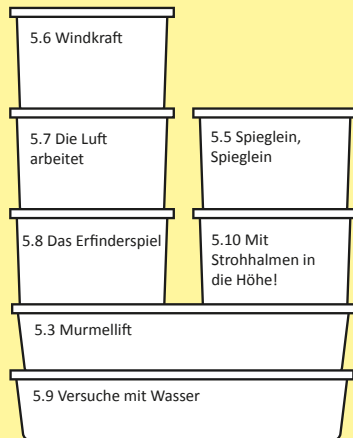 5.6 Windkraft
5.7 Die Luft
arbeitet
5.5 Spieglein,
Spieglein
5.8 Das Erfinderspiel
5.10 Mit
Strohhalmen in
die Höhe!
5.3 Murmellift
5.9 Versuche mit Wasser